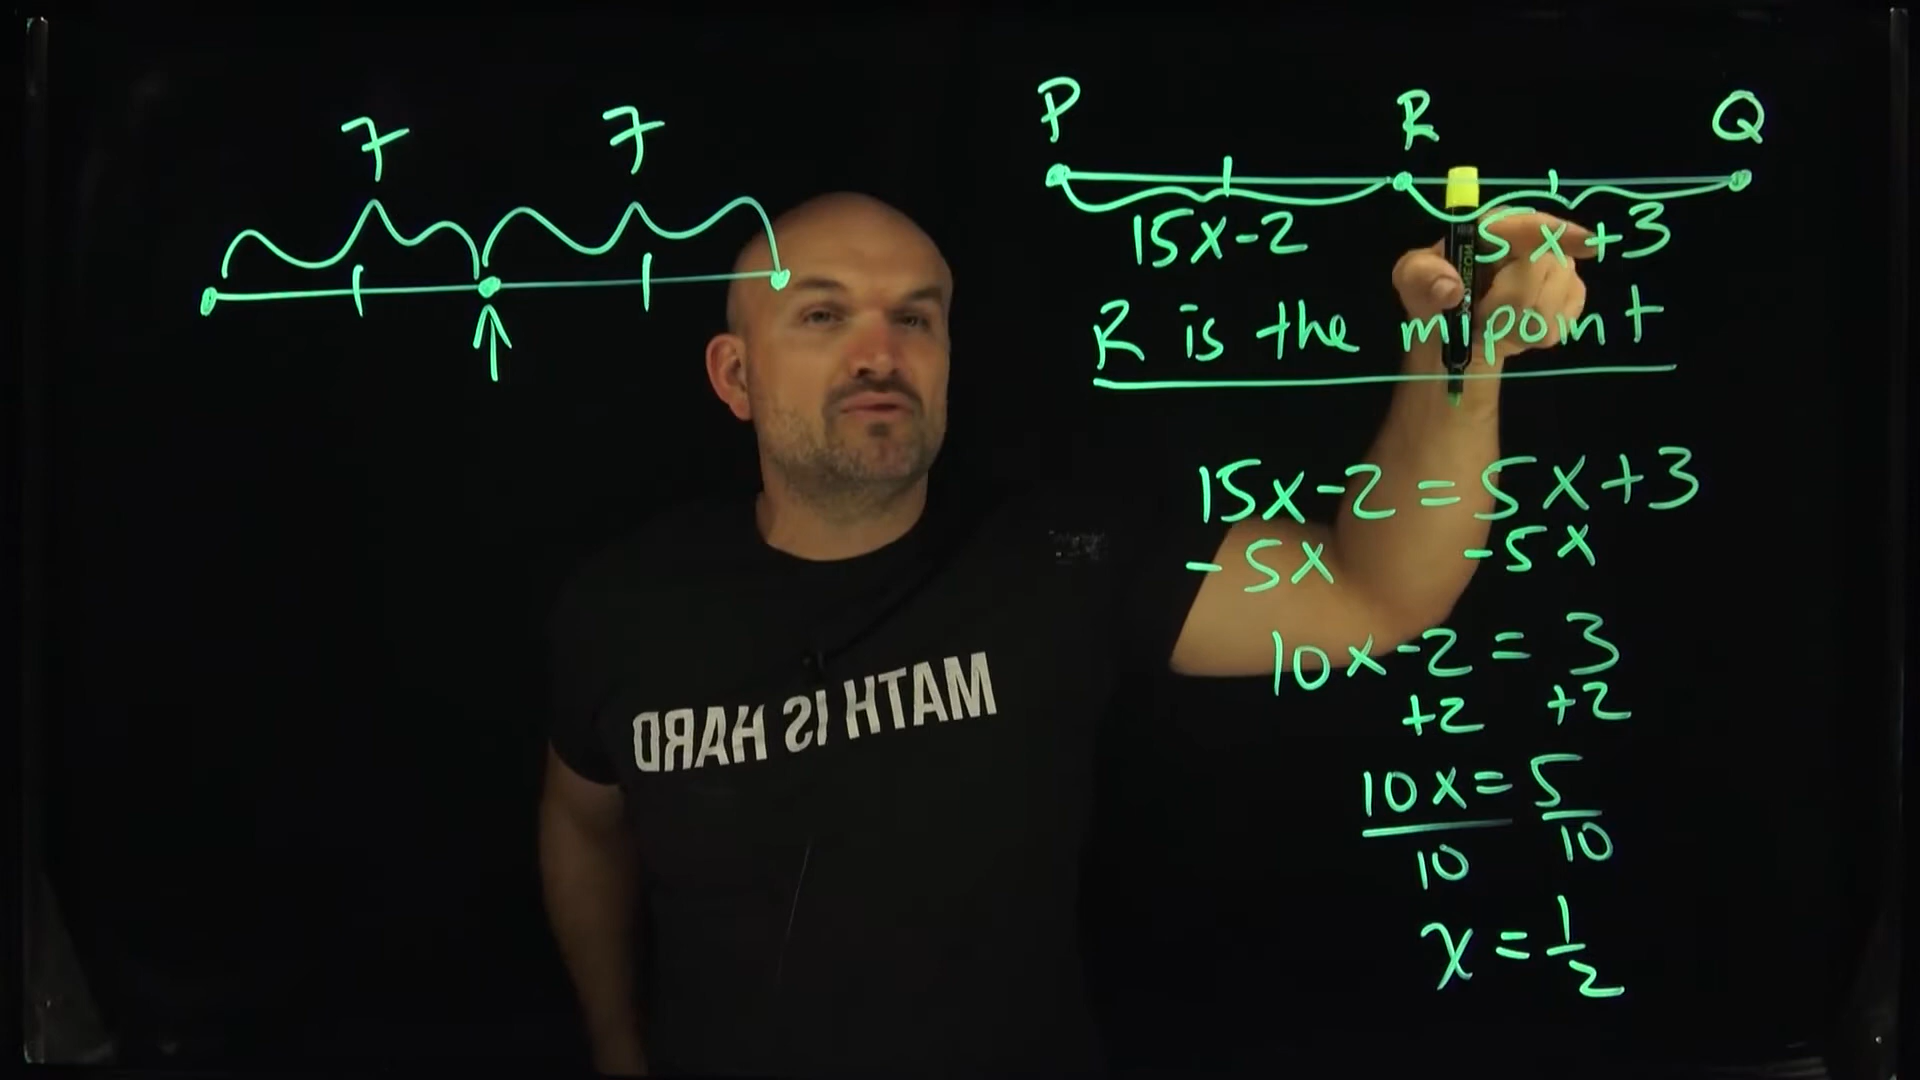 7 7
P R Q
15x-2 5x+3
R is the mipoint
15x-2=5x+3
-5x -5x
10x-2=3
+2 +2
10x=5
10 10
x=1/2
MATH IS HARD